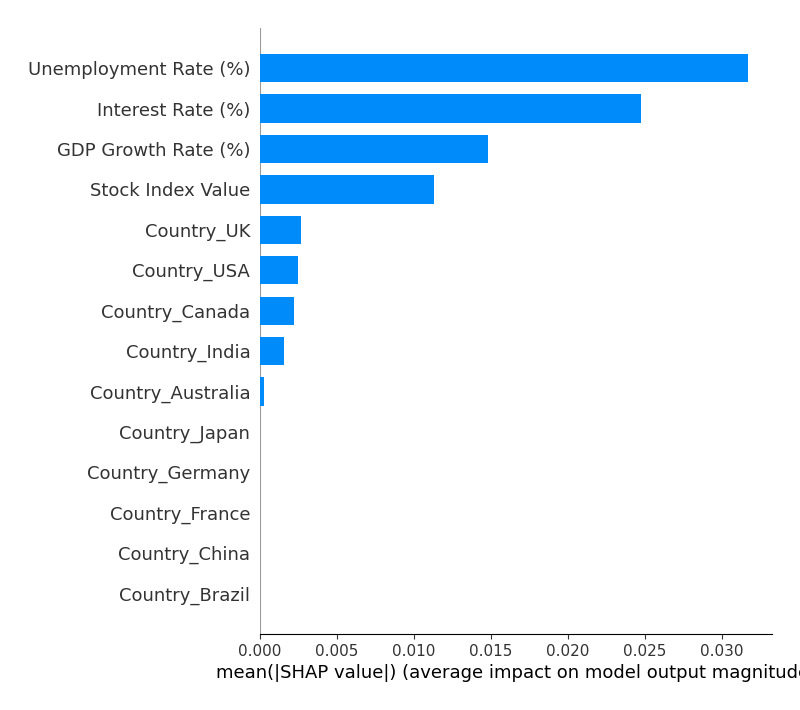 Unemployment Rate (%)
Interest Rate (%)
GDP Growth Rate (%)
Stock Index Value
Country_UK
Country_USA
Country_Canada
Country_India
Country_Australia
Country_Japan
Country_Germany
Country_France
Country_China
Country_Brazil
0.000 0.005 0.010 0.015 0.020 0.025 0.030
mean(|SHAP value|) (average impact on model output magnitude